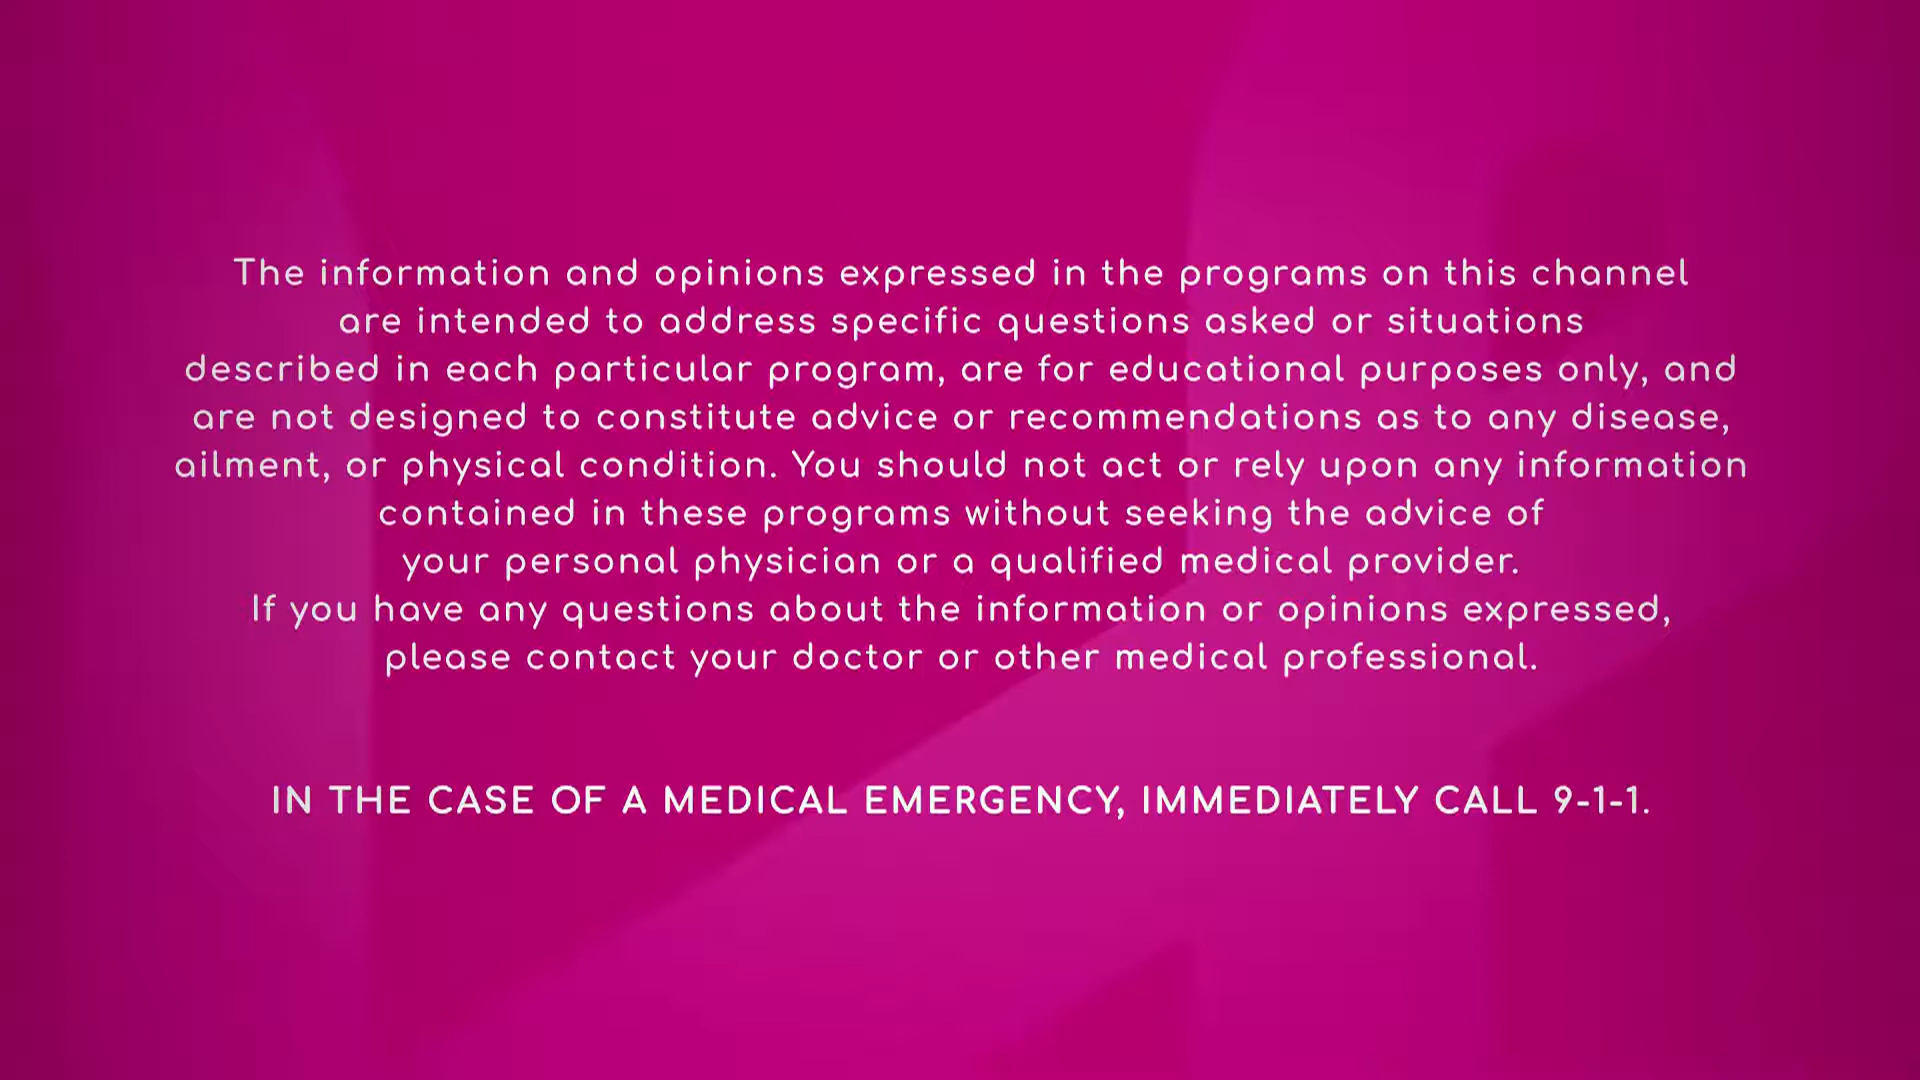 The information and opinions expressed in the programs on this channel
are intended to address specific questions asked or situations
described in each particular program, are for educational purposes only, and
are not designed to constitute advice or recommendations as to any disease,
ailment, or physical condition. You should not act or rely upon any information
contained in these programs without seeking the advice of
your personal physician or a qualified medical provider.
If you have any questions about the information or opinions expressed,
please contact your doctor or other medical professional.
IN THE CASE OF A MEDICAL EMERGENCY, IMMEDIATELY CALL 9-1-1.